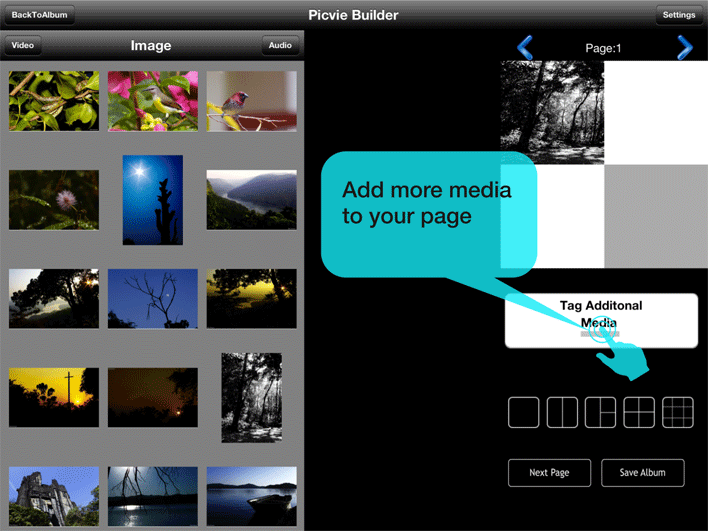 BackToAlbum
Picvie Builder
Settings
Video
Image
Audio
Page:1
Add more media
to your page
Tag Additonal
Media
Next Page
Save Album